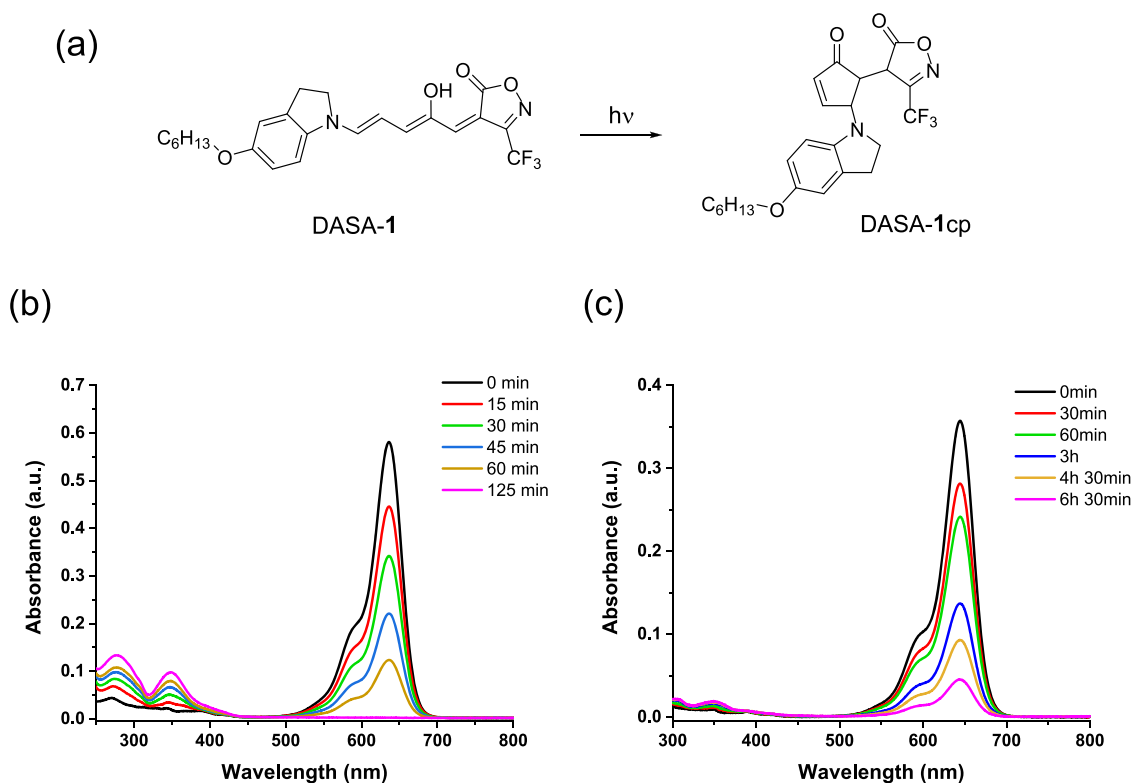 (a)
O
O
N
CF3
OH
N
C6H13
O
DASA-1
hν
O
O
O
N
CF3
N
C6H13
O
DASA-1cp
(b)
0.7
0.6
0.5
0.4
0.3
0.2
0.1
0.0
300 400 500 600 700 800
Absorbance (a.u.)
Wavelength (nm)
0 min
15 min
30 min
45 min
60 min
125 min
(c)
0.4
0.3
0.2
0.1
0.0
300 400 500 600 700 800
Absorbance (a.u.)
Wavelength (nm)
0min
30min
60min
3h
4h 30min
6h 30min